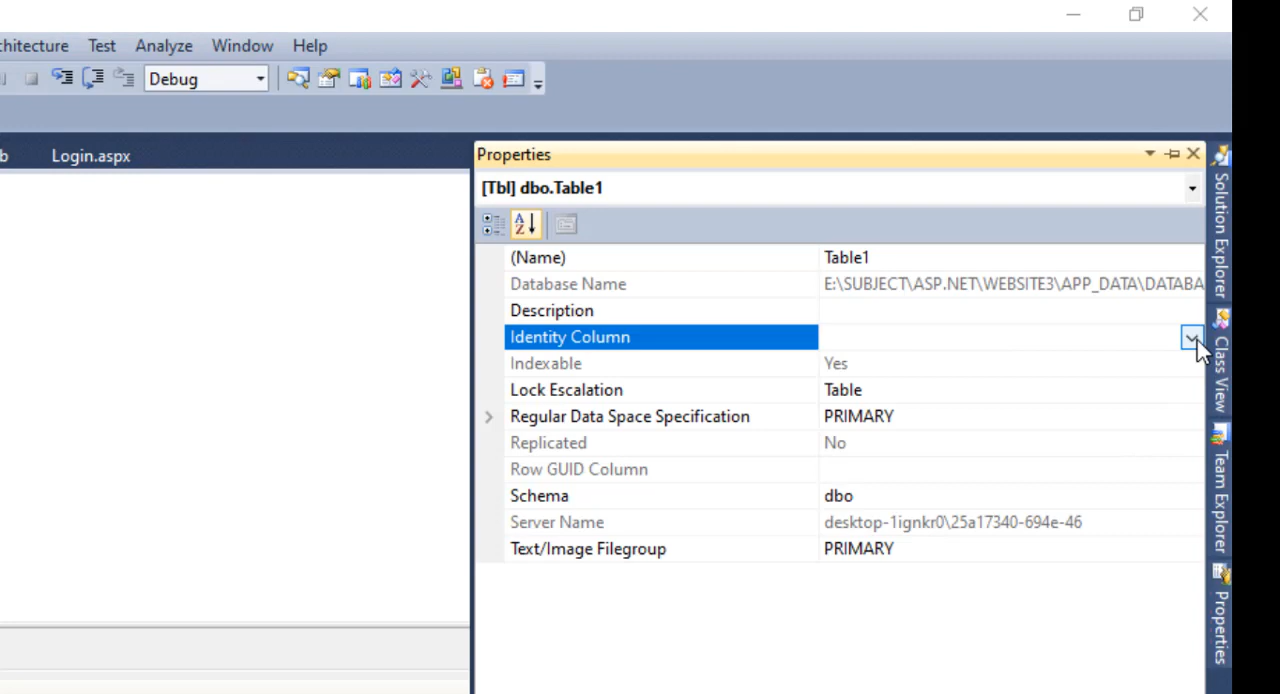 chitecture Test Analyze Window Help
Debug
b Login.aspx
Properties
[Tbl] dbo.Table1
(Name) Table1
Database Name E:\SUBJECT\ASP.NET\WEBSITE3\APP_DATA\DATABA
Description
Identity Column
Indexable Yes
Lock Escalation Table
Regular Data Space Specification PRIMARY
Replicated No
Row GUID Column
Schema dbo
Server Name desktop-1ignkr0\25a17340-694e-46
Text/Image Filegroup PRIMARY
Solution Explorer
Class View
Team Explorer
Properties